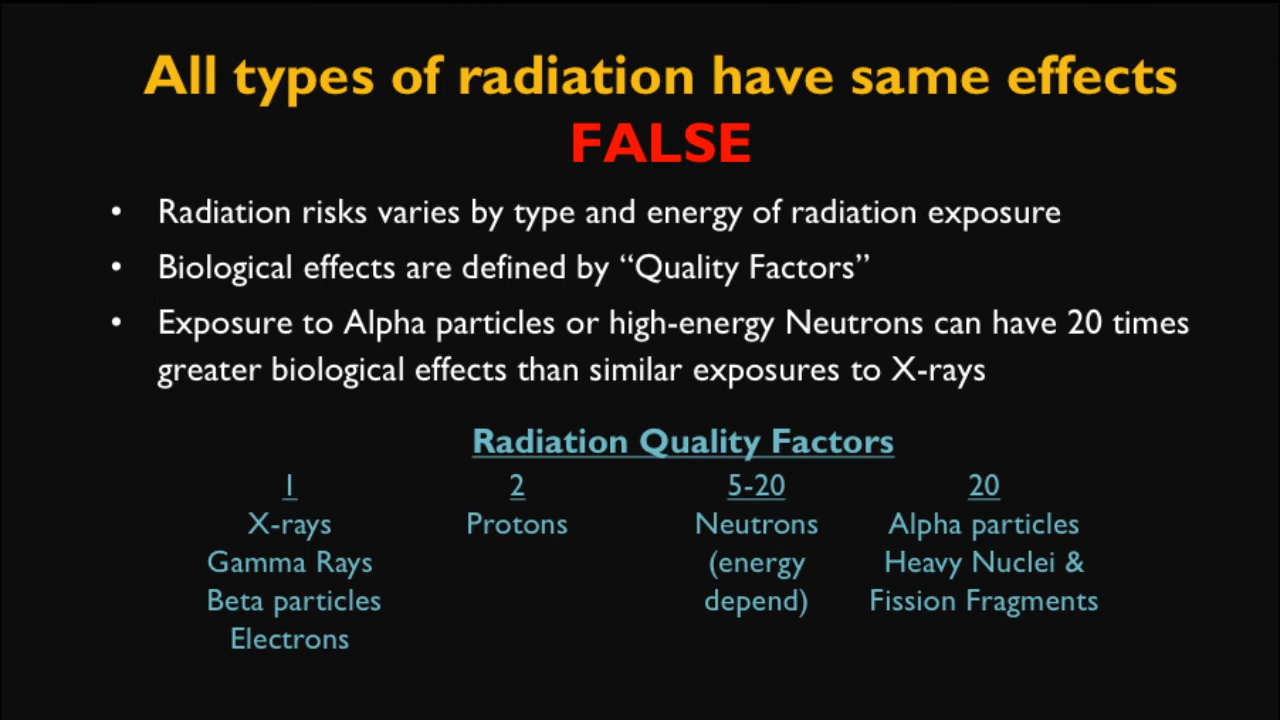 All types of radiation have same effects
FALSE
• Radiation risks varies by type and energy of radiation exposure
• Biological effects are defined by “Quality Factors”
• Exposure to Alpha particles or high-energy Neutrons can have 20 times
greater biological effects than similar exposures to X-rays
Radiation Quality Factors
1
X-rays
Gamma Rays
Beta particles
Electrons
2
Protons
5-20
Neutrons
(energy
depend)
20
Alpha particles
Heavy Nuclei &
Fission Fragments